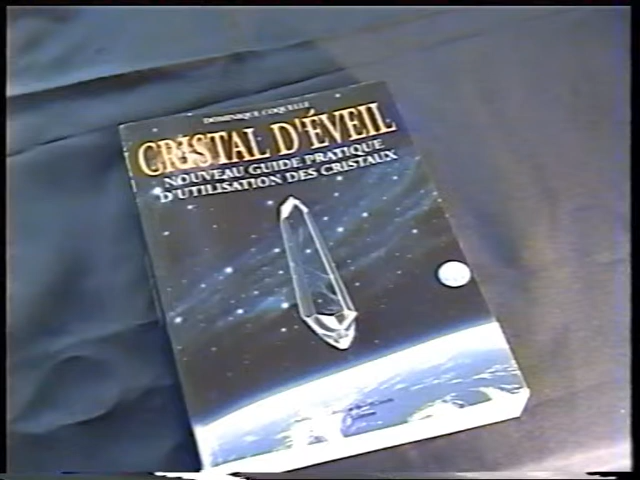 DOMINIQUE COQUELLE
CRISTAL D'ÉVEIL
NOUVEAU GUIDE PRATIQUE
D'UTILISATION DES CRISTAUX